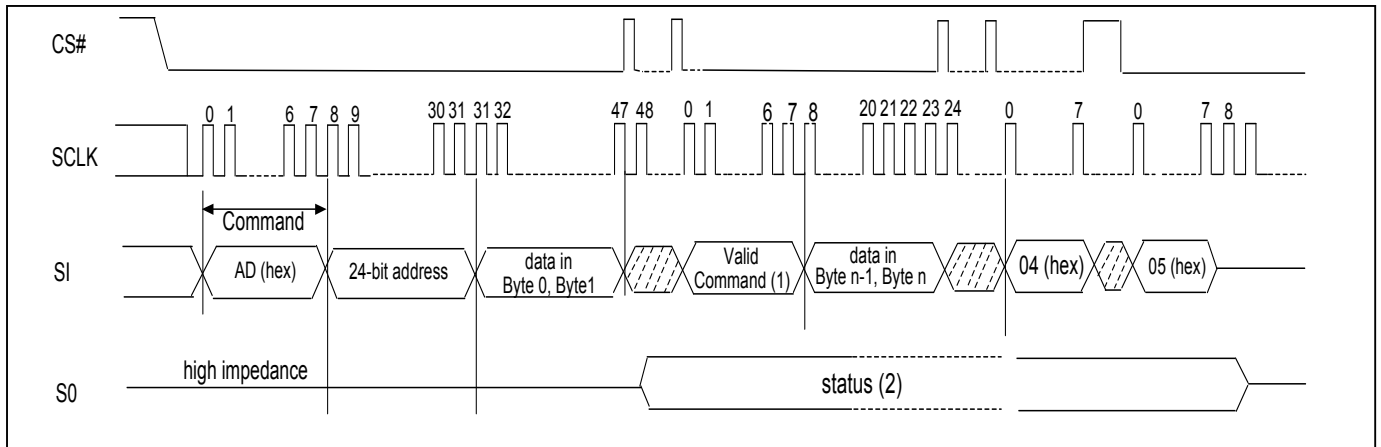 CS#
SCLK
0 1 6 7 8 9 30 31 31 32 47 48 0 1 6 7 8 20 21 22 23 24 0 7 0 7 8
Command
SI
AD (hex)
24-bit address
data in
Byte 0, Byte1
Valid
Command (1)
data in
Byte n-1, Byte n
04 (hex)
05 (hex)
S0
high impedance
status (2)